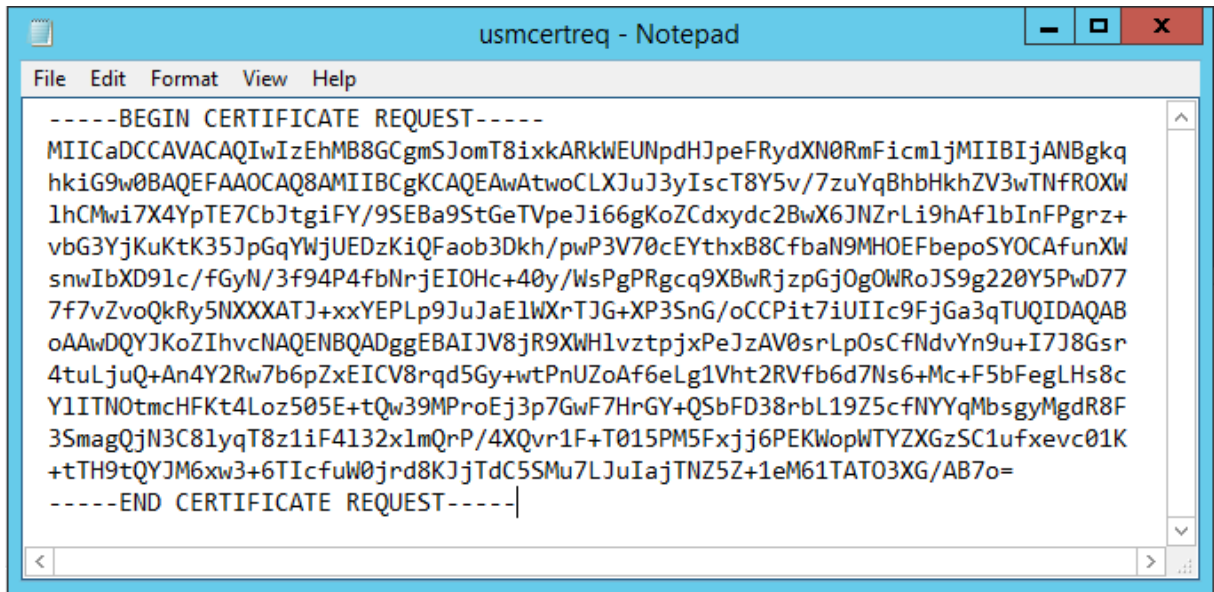 usmcertreq - Notepad
File Edit Format View Help
-----BEGIN CERTIFICATE REQUEST-----
MIICaDCCAVACAQIwIzEhMB8GCgmSJomT8ixkARkWEUNpdHJpeFRydXN0RmFicmljMIIBIjANBgkq
hkiG9w0BAQEFAAOCAQ8AMIIBCgKCAQEAwAtwoCLXJuJ3yIscT8Y5v/7zuYqBhbHkhZV3wTNfROXW
lhCMwi7X4YpTE7CbJtgiFY/9SEBa9StGeTVpeJi66gKoZCdxydc2BwX6JNZrLi9hAflbInFPgrz+
vbG3YjKuKtK35JpGqYWjUEDzKiQFaob3Dkh/pwP3V70cEYthxB8CfbaN9MHOEFbepoSYOCAfunXW
snwIbXD9lc/fGyN/3f94P4fbNrjEIOHc+40y/WsPgPRgcq9XBwRjzpGjOgOWRoJS9g220Y5PwD77
7f7vZvoQkRy5NXXXATJ+xxYEPLp9JuJaElWXrTJG+XP3SnG/oCCPit7iUIIc9FjGa3qTUQIDAQAB
oAAwDQYJKoZIhvcNAQENBQADggEBAIJV8jR9XWHlvztpjxPeJzAV0srLpOsCfNdvYn9u+I7J8Gsr
4tuLjuQ+An4Y2Rw7b6pZxEICV8rqd5Gy+wtPnUZoAf6eLg1Vht2RVfb6d7Ns6+Mc+F5bFegLHs8c
YlITNOtmcHFKt4Loz505E+tQw39MProEj3p7GwF7HrGY+QSbFD38rbL19Z5cfNYYqMbsgyMgdR8F
3SmagQjN3C8lyqT8z1iF4l32xlmQrP/4XQvr1F+T015PM5Fxjj6PEKWopWTYZXGzSC1ufxevc01K
+tTH9tQYJM6xw3+6TIcfuW0jrd8KJjTdC5SMu7LJuIajTNZ5Z+1eM61TATO3XG/AB7o=
-----END CERTIFICATE REQUEST-----